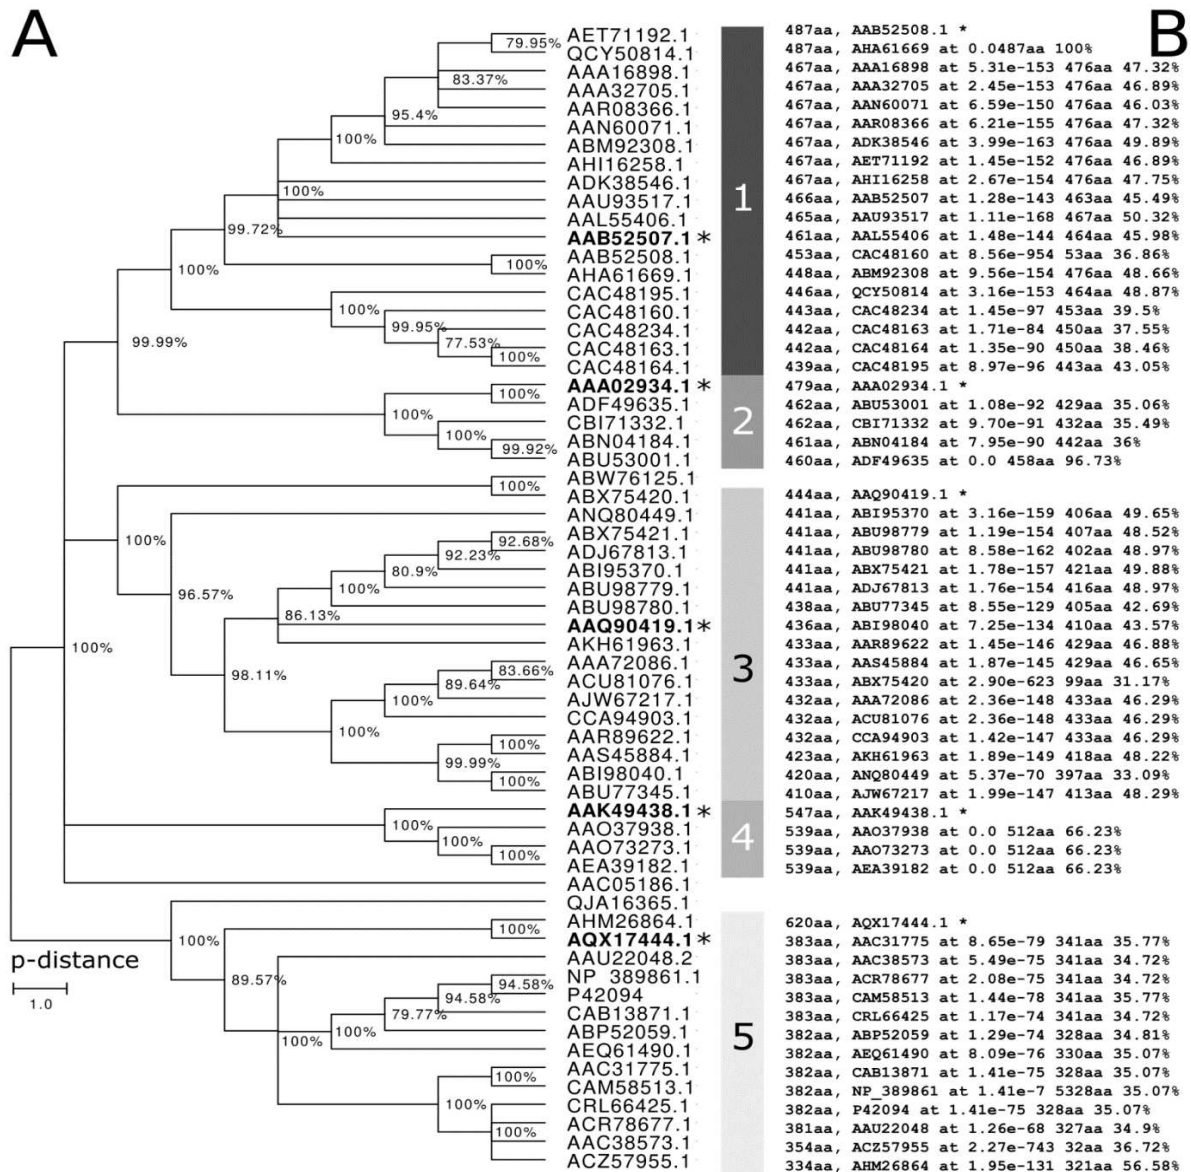 A
B
AET71192.1
79.95%
QCY50814.1
AAA16898.1
83.37%
AAA32705.1
AAR08366.1
95.4%
AAN60071.1
100%
ABM92308.1
AHI16258.1
ADK38546.1
100%
AAU93517.1
AAL55406.1
99.72%
AAB52507.1 *
AAB52508.1
100%
100%
AHA61669.1
CAC48195.1
100%
CAC48160.1
99.95%
CAC48234.1
77.53%
99.99%
CAC48163.1
100%
CAC48164.1
AAA02934.1 *
100%
ADF49635.1
100%
CBI71332.1
100%
ABN04184.1
99.92%
ABU53001.1
ABW76125.1
100%
ABX75420.1
ANQ80449.1
100%
ABX75421.1
92.68%
ADJ67813.1
92.23%
ABI95370.1
80.9%
ABU98779.1
100%
96.57%
ABU98780.1
86.13%
AAQ90419.1 *
AKH61963.1
100%
AAA72086.1
83.66%
98.11%
ACU81076.1
89.64%
AJW67217.1
100%
CCA94903.1
100%
AAR89622.1
100%
AAS45884.1
99.99%
ABI98040.1
100%
ABU77345.1
AAK49438.1 *
100%
AAO37938.1
100%
AAO73273.1
100%
AEA39182.1
AAC05186.1
QJA16365.1
AHM26864.1
100%
100%
AQX17444.1 *
AAU22048.2
89.57%
NP_389861.1
94.58%
P42094
94.58%
CAB13871.1
79.77%
ABP52059.1
100%
100%
AEQ61490.1
AAC31775.1
100%
CAM58513.1
100%
CRL66425.1
ACR78677.1
100%
AAC38573.1
ACZ57955.1
p-distance
1.0
1
2
3
4
5
487aa, AAB52508.1 *
487aa, AHA61669 at 0.0487aa 100%
467aa, AAA16898 at 5.31e-153 476aa 47.32%
467aa, AAA32705 at 2.45e-153 476aa 46.89%
467aa, AAN60071 at 6.59e-150 476aa 46.03%
467aa, AAR08366 at 6.21e-155 476aa 47.32%
467aa, ADK38546 at 3.99e-163 476aa 49.89%
467aa, AET71192 at 1.45e-152 476aa 46.89%
467aa, AHI16258 at 2.67e-154 476aa 47.75%
466aa, AAB52507 at 1.28e-143 463aa 45.49%
465aa, AAU93517 at 1.11e-168 467aa 50.32%
461aa, AAL55406 at 1.48e-144 464aa 45.98%
453aa, CAC48160 at 8.56e-954 53aa 36.86%
448aa, ABM92308 at 9.56e-154 476aa 48.66%
446aa, QCY50814 at 3.16e-153 464aa 48.87%
443aa, CAC48234 at 1.45e-97 453aa 39.5%
442aa, CAC48163 at 1.71e-84 450aa 37.55%
442aa, CAC48164 at 1.35e-90 450aa 38.46%
439aa, CAC48195 at 8.97e-96 443aa 43.05%
479aa, AAA02934.1 *
462aa, ABU53001 at 1.08e-92 429aa 35.06%
462aa, CBI71332 at 9.70e-91 432aa 35.49%
461aa, ABN04184 at 7.95e-90 442aa 36%
460aa, ADF49635 at 0.0 458aa 96.73%
444aa, AAQ90419.1 *
441aa, ABI95370 at 3.16e-159 406aa 49.65%
441aa, ABU98779 at 1.19e-154 407aa 48.52%
441aa, ABU98780 at 8.58e-162 402aa 48.97%
441aa, ABX75421 at 1.78e-157 421aa 49.88%
441aa, ADJ67813 at 1.76e-154 416aa 48.97%
438aa, ABU77345 at 8.55e-129 405aa 42.69%
436aa, ABI98040 at 7.25e-134 410aa 43.57%
433aa, AAR89622 at 1.45e-146 429aa 46.88%
433aa, AAS45884 at 1.87e-145 429aa 46.65%
433aa, ABX75420 at 2.90e-623 99aa 31.17%
432aa, AAA72086 at 2.36e-148 433aa 46.29%
432aa, ACU81076 at 2.36e-148 433aa 46.29%
432aa, CCA94903 at 1.42e-147 433aa 46.29%
423aa, AKH61963 at 1.89e-149 418aa 48.22%
420aa, ANQ80449 at 5.37e-70 397aa 33.09%
410aa, AJW67217 at 1.99e-147 413aa 48.29%
547aa, AAK49438.1 *
539aa, AAO37938 at 0.0 512aa 66.23%
539aa, AAO73273 at 0.0 512aa 66.23%
539aa, AEA39182 at 0.0 512aa 66.23%
620aa, AQX17444.1 *
383aa, AAC31775 at 8.65e-79 341aa 35.77%
383aa, AAC38573 at 5.49e-75 341aa 34.72%
383aa, ACR78677 at 2.08e-75 341aa 34.72%
383aa, CAM58513 at 1.44e-78 341aa 35.77%
383aa, CRL66425 at 1.17e-74 341aa 34.72%
382aa, ABP52059 at 1.29e-74 328aa 34.81%
382aa, AEQ61490 at 8.09e-76 330aa 35.07%
382aa, CAB13871 at 1.41e-75 328aa 35.07%
382aa, NP_389861 at 1.41e-7 5328aa 35.07%
382aa, P42094 at 1.41e-75 328aa 35.07%
381aa, AAU22048 at 1.26e-68 327aa 34.9%
354aa, ACZ57955 at 2.27e-743 32aa 36.72%
334aa, AHM26864 at 1.95e-131 321aa 56.58%